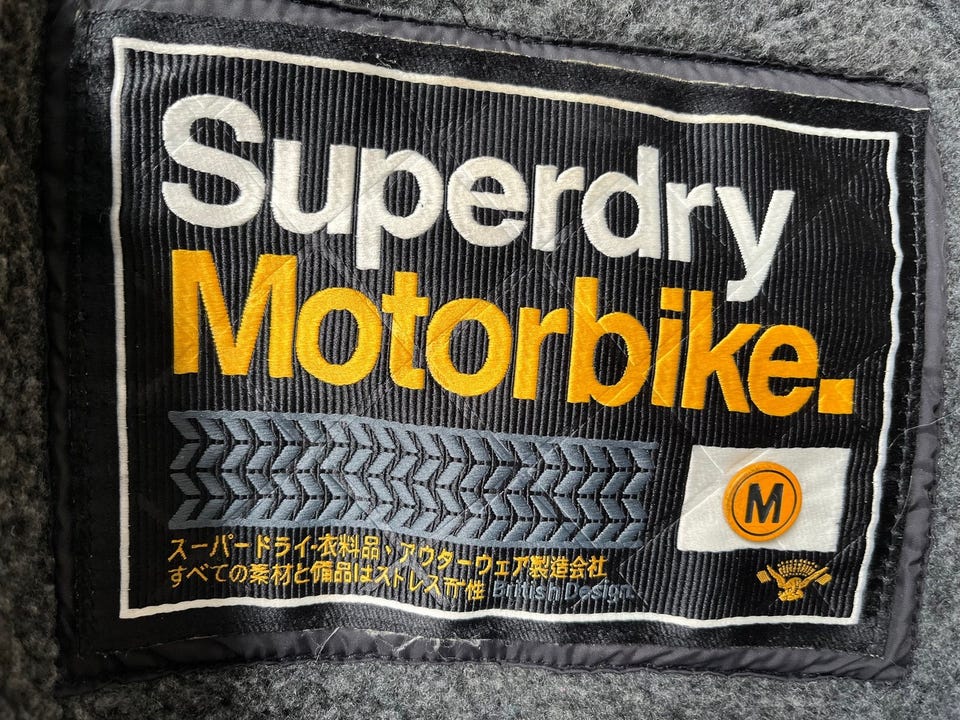 Superdry
Motorbike.
M
スーパードライ-衣料品、アウターウェア製造会社
すべての素材と備品はストレス耐性 British Design.